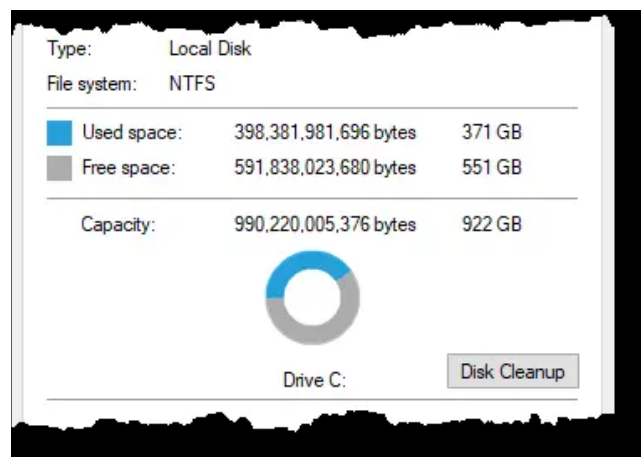 Type: Local Disk
File system: NTFS
Used space: 398,381,981,696 bytes 371 GB
Free space: 591,838,023,680 bytes 551 GB
Capacity: 990,220,005,376 bytes 922 GB
Drive C:
Disk Cleanup